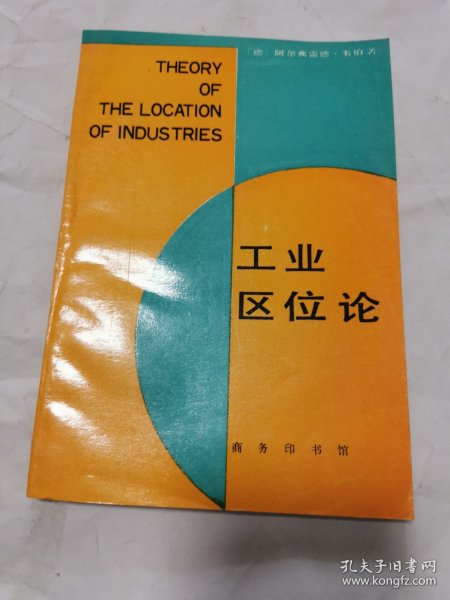 〔德〕阿尔弗雷德·韦伯 著
THEORY
OF
THE LOCATION
OF INDUSTRIES
工业
区位论
商务印书馆
孔夫子旧书网
www.kongfz.com